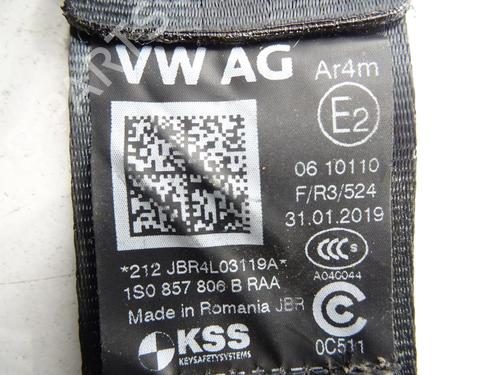 VW AG
Ar4m
E2
06 10110
F/R3/524
31.01.2019
CCC S
A040044
*212 JBR4L03119A*
1S0 857 806 B RAA
Made in Romania JBR
KSS
KEYSAFETYSYSTEMS
0C511